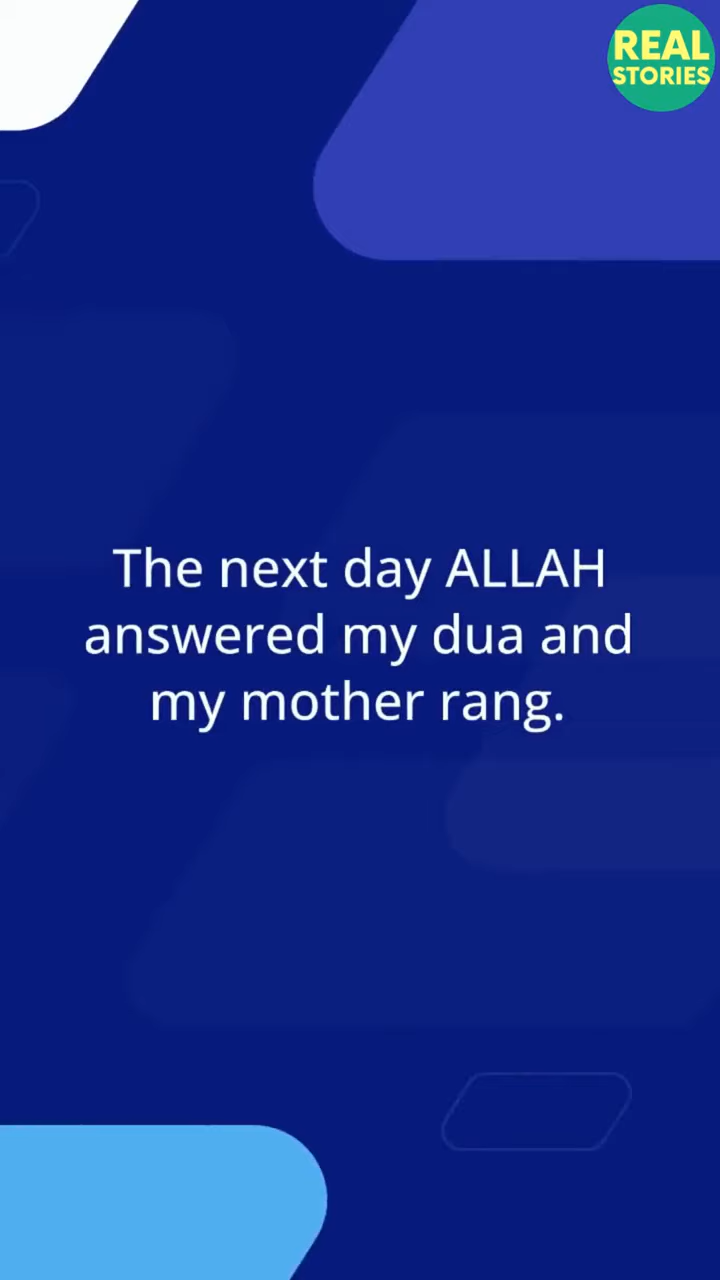 REAL
STORIES
The next day ALLAH
answered my dua and
my mother rang.